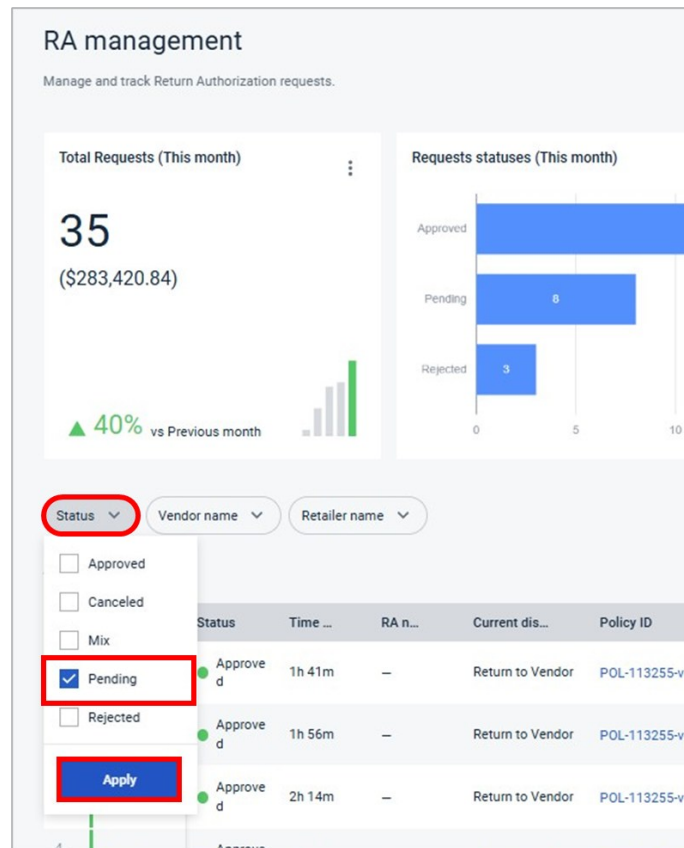 RA management
Manage and track Return Authorization requests.
Total Requests (This month)
35
($283,420.84)
40% vs Previous month
Requests statuses (This month)
Approved
Pending 8
Rejected 3
0 5 10
Status Vendor name Retailer name
Approved
Canceled
Mix
Pending
Rejected
Apply
Status Time ... RA n... Current dis... Policy ID
Approve
d 1h 41m – Return to Vendor POL-113255-v
Approve
d 1h 56m – Return to Vendor POL-113255-v
Approve
d 2h 14m – Return to Vendor POL-113255-v